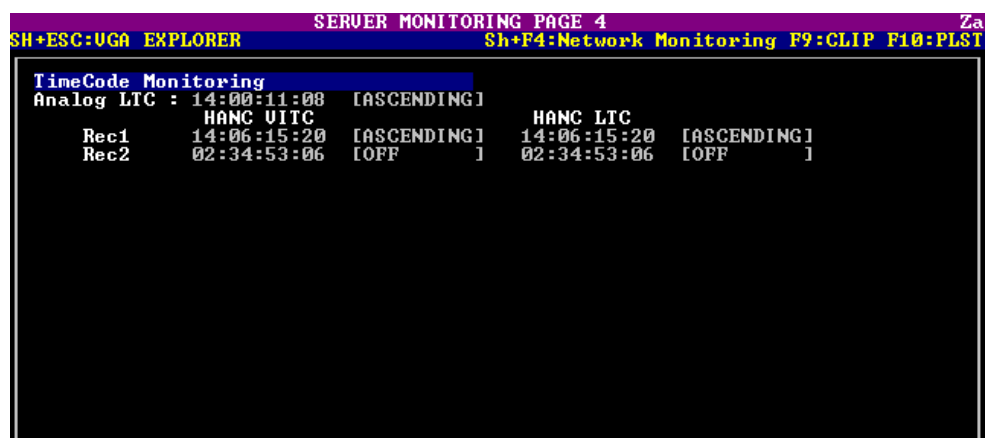 SERVER MONITORING PAGE 4 Za
SH+ESC:VGA EXPLORER Sh+F4:Network Monitoring F9:CLIP F10:PLST
TimeCode Monitoring
Analog LTC : 14:00:11:08 [ASCENDING]
HANC VITC HANC LTC
Rec1 14:06:15:20 [ASCENDING] 14:06:15:20 [ASCENDING]
Rec2 02:34:53:06 [OFF ] 02:34:53:06 [OFF ]